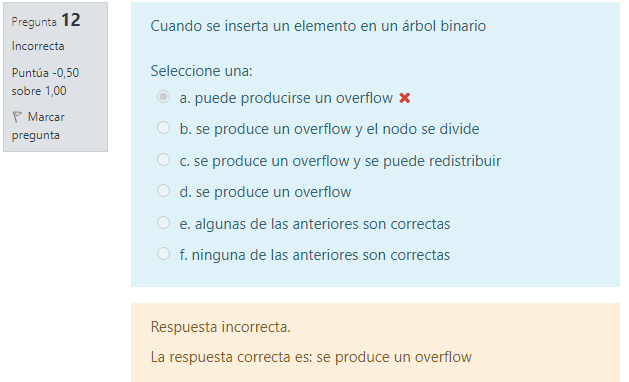 Pregunta 12
Incorrecta
Puntúa -0,50
sobre 1,00
Marcar
pregunta
Cuando se inserta un elemento en un árbol binario
Seleccione una:
a. puede producirse un overflow
b. se produce un overflow y el nodo se divide
c. se produce un overflow y se puede redistribuir
d. se produce un overflow
e. algunas de las anteriores son correctas
f. ninguna de las anteriores son correctas
Respuesta incorrecta.
La respuesta correcta es: se produce un overflow